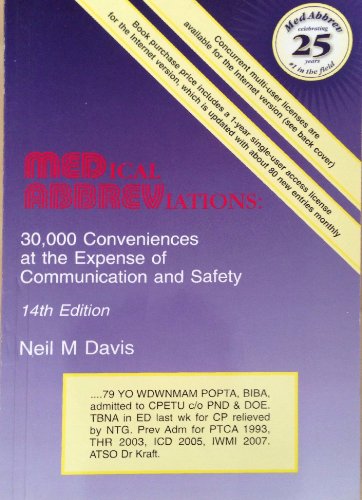 Concurrent multi-user licenses are
available for the Internet version (see back cover)
Book purchase price includes a 1-year single-user access license
for the Internet version, which is updated with about 80 new entries monthly
MedAbbrev
celebrating
25
years
#1 in the field
MEDICAL
ABBREVIATIONS:
30,000 Conveniences
at the Expense of
Communication and Safety
14th Edition
Neil M Davis
....79 YO WDWNMAM POPTA, BIBA,
admitted to CPETU c/o PND & DOE.
TBNA in ED last wk for CP relieved
by NTG. Prev Adm for PTCA 1993,
THR 2003, ICD 2005, IWMI 2007.
ATSO Dr Kraft.